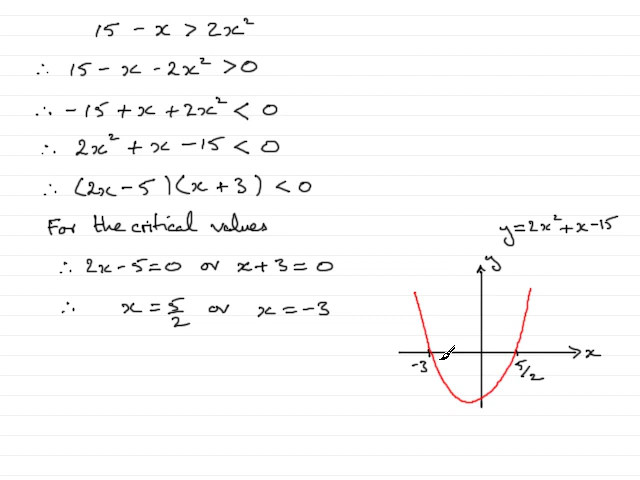 15 - x > 2x²
∴ 15 - x - 2x² > 0
∴ -15 + x + 2x² < 0
∴ 2x² + x - 15 < 0
∴ (2x - 5)(x + 3) < 0
For the critical values
∴ 2x - 5 = 0 or x + 3 = 0
∴ x = 5/2 or x = -3
y = 2x² + x - 15
y
x
-3
5/2